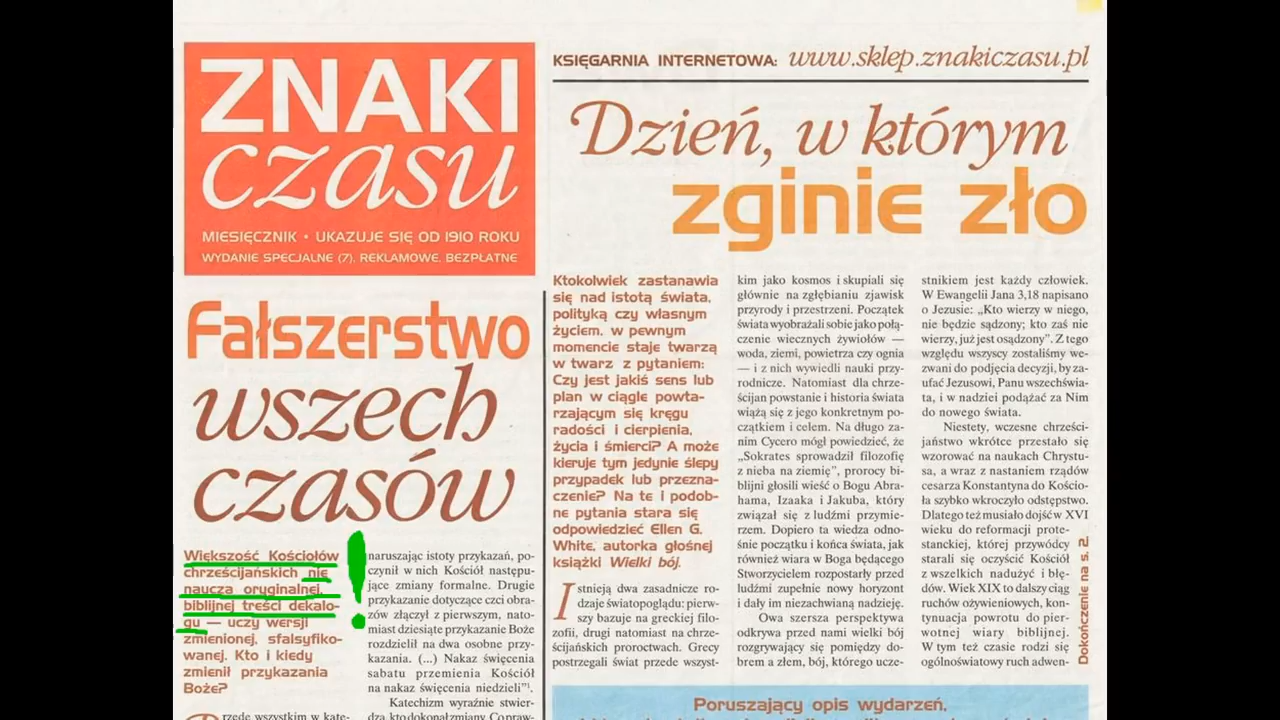 ZNAKI
czasu
MIESIĘCZNIK • UKAZUJE SIĘ OD 1910 ROKU
WYDANIE SPECJALNE (7), REKLAMOWE, BEZPŁATNE
Fałszerstwo
wszech
czasów
Większość Kościołów
chrześcijańskich nie
naucza oryginalnej,
biblijnej treści dekalo-
gu — uczy wersji
zmienionej, sfalsyfiko-
wanej. Kto i kiedy
zmienił przykazania
Boże?
Przede wszystkim w kate-
naruszając istoty przykazań, po-
czynił w nich Kościół następu-
jące zmiany formalne. Drugie
przykazanie dotyczące czci obra-
zów złączył z pierwszym, nato-
miast dziesiąte przykazanie Boże
rozdzielił na dwa osobne przy-
kazania. (...) Nakaz święcenia
sabatu przemienia Kościół
na nakaz święcenia niedzieli”¹.
Katechizm wyraźnie stwier-
dza kto dokonał zmiany Co praw-
KSIĘGARNIA INTERNETOWA: www.sklep.znakiczasu.pl
Dzień, w którym
zginie zło
Ktokolwiek zastanawia
się nad istotą świata,
polityką czy własnym
życiem, w pewnym
momencie staje twarzą
w twarz z pytaniem:
Czy jest jakiś sens lub
plan w ciągle powta-
rzającym się kręgu
radości i cierpienia,
życia i śmierci? A może
kieruje tym jedynie ślepy
przypadek lub przezna-
czenie? Na te i podob-
ne pytania stara się
odpowiedzieć Ellen G.
White, autorka głośnej
książki Wielki bój.
Istnieją dwa zasadnicze ro-
dzaje światopoglądu: pierw-
szy bazuje na greckiej filo-
zofii, drugi natomiast na chrze-
ścijańskich proroctwach. Grecy
postrzegali świat przede wszyst-
kim jako kosmos i skupiali się
głównie na zgłębianiu zjawisk
przyrody i przestrzeni. Początek
świata wyobrażali sobie jako połą-
czenie wiecznych żywiołów —
woda, ziemi, powietrza czy ognia
— i z nich wywiedli nauki przy-
rodnicze. Natomiast dla chrze-
ścijan powstanie i historia świata
wiążą się z jego konkretnym po-
czątkiem i celem. Na długo za-
nim Cycero mógł powiedzieć, że
„Sokrates sprowadził filozofię
z nieba na ziemię”, prorocy bi-
blijni głosili wieść o Bogu Abra-
hama, Izaaka i Jakuba, który
związał się z ludźmi przymie-
rzem. Dopiero ta wiedza odno-
śnie początku i końca świata, jak
również wiara w Boga będącego
Stworzycielem rozpostarły przed
ludźmi zupełnie nowy horyzont
i dały im niezachwianą nadzieję.
Owa szersza perspektywa
odkrywa przed nami wielki bój
rozgrywający się pomiędzy do-
brem a złem, bój, którego ucze-
stnikiem jest każdy człowiek.
W Ewangelii Jana 3,18 napisano
o Jezusie: „Kto wierzy w niego,
nie będzie sądzony; kto zaś nie
wierzy, już jest osądzony”. Z tego
względu wszyscy zostaliśmy we-
zwani do podjęcia decyzji, by za-
ufać Jezusowi, Panu wszechświa-
ta, i w nadziei podążać za Nim
do nowego świata.
Niestety, wczesne chrześci-
jaństwo wkrótce przestało się
wzorować na naukach Chrystu-
sa, a wraz z nastaniem rządów
cesarza Konstantyna do Kościo-
ła szybko wkroczyło odstępstwo.
Dlatego też musiało dojść w XVI
wieku do reformacji prote-
stanckiej, której przywódcy
starali się oczyścić Kościół
z wszelkich nadużyć i błę-
dów. Wiek XIX to dalszy ciąg
ruchów ożywieniowych, kon-
tynuacja powrotu do pier-
wotnej wiary biblijnej.
W tym też czasie rodzi się
ogólnoświatowy ruch adwen-
Dokończenie na s. 2
Poruszający opis wydarzeń,